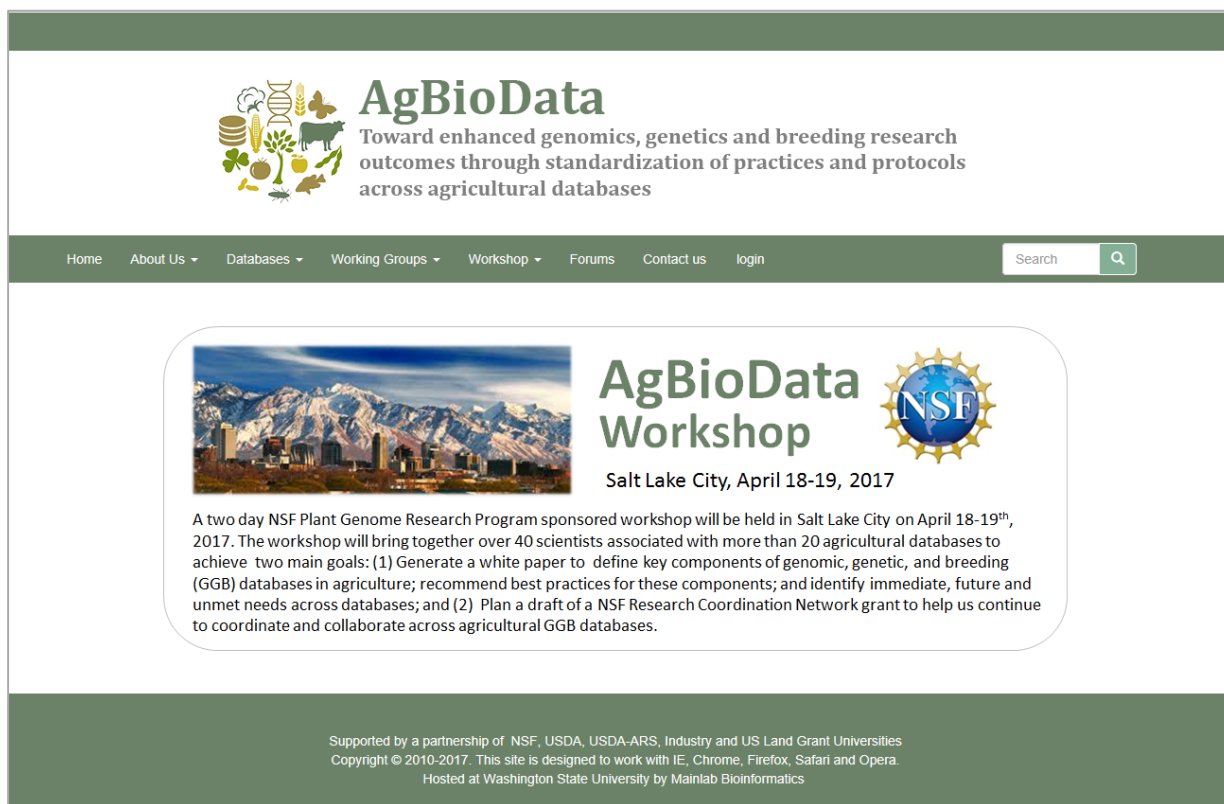 AgBioData
Toward enhanced genomics, genetics and breeding research
outcomes through standardization of practices and protocols
across agricultural databases
Home About Us Databases Working Groups Workshop Forums Contact us login Search
AgBioData
Workshop
NSF
Salt Lake City, April 18-19, 2017
A two day NSF Plant Genome Research Program sponsored workshop will be held in Salt Lake City on April 18-19th,
2017. The workshop will bring together over 40 scientists associated with more than 20 agricultural databases to
achieve two main goals: (1) Generate a white paper to define key components of genomic, genetic, and breeding
(GGB) databases in agriculture; recommend best practices for these components; and identify immediate, future and
unmet needs across databases; and (2) Plan a draft of a NSF Research Coordination Network grant to help us continue
to coordinate and collaborate across agricultural GGB databases.
Supported by a partnership of NSF, USDA, USDA-ARS, Industry and US Land Grant Universities
Copyright © 2010-2017. This site is designed to work with IE, Chrome, Firefox, Safari and Opera.
Hosted at Washington State University by Mainlab Bioinformatics